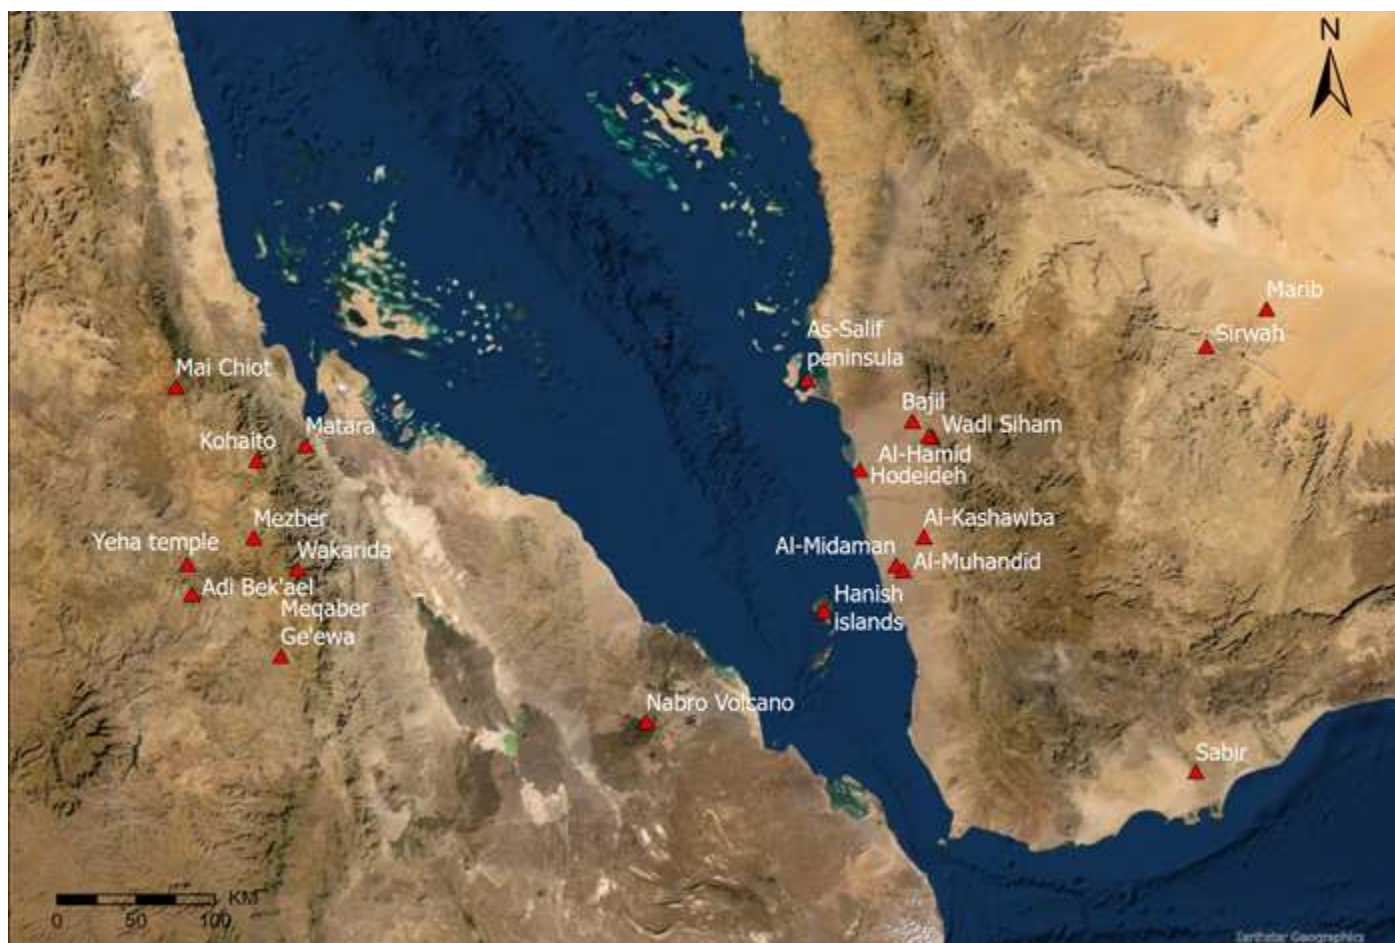 N
Marib
Sirwah
As-Salif
peninsula
Mai Chiot
Bajil
Wadi Siham
Matara
Kohaito
Al-Hamid
Hodeideh
Mezber
Al-Kashawba
Yeha temple
Wakarida
Al-Midaman
Al-Muhandid
Adi Bek'ael
Hanish
islands
Meqaber
Ge'ewa
Nabro Volcano
Sabir
KM
0
100
Earthstar Geographics